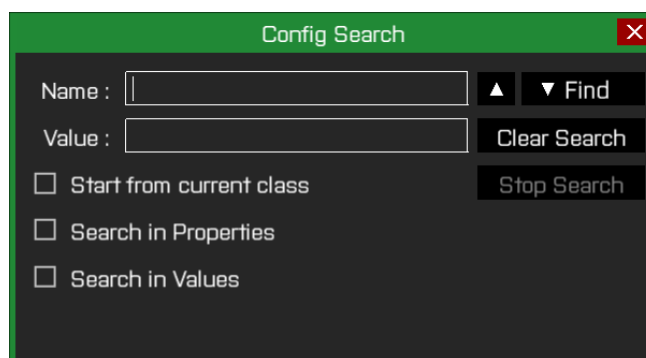 Config Search
Name :
▲ ▼ Find
Value :
Clear Search
Start from current class
Stop Search
Search in Properties
Search in Values